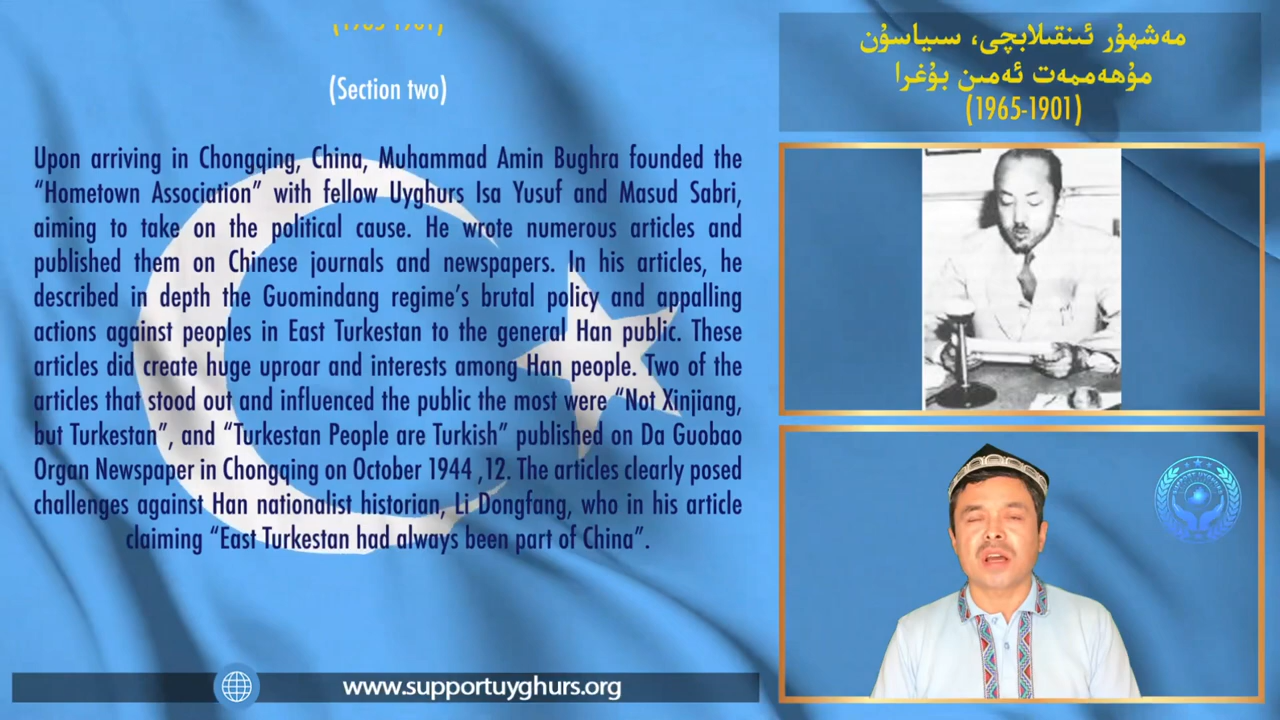 (Section two)
Upon arriving in Chongqing, China, Muhammad Amin Bughra founded the
“Hometown Association” with fellow Uyghurs Isa Yusuf and Masud Sabri,
aiming to take on the political cause. He wrote numerous articles and
published them on Chinese journals and newspapers. In his articles, he
described in depth the Guomindang regime’s brutal policy and appalling
actions against peoples in East Turkestan to the general Han public. These
articles did create huge uproar and interests among Han people. Two of the
articles that stood out and influenced the public the most were “Not Xinjiang,
but Turkestan”, and “Turkestan People are Turkish” published on Da Guobao
Organ Newspaper in Chongqing on October 1944 ,12. The articles clearly posed
challenges against Han nationalist historian, Li Dongfang, who in his article
claiming “East Turkestan had always been part of China”.
www.supportuyghurs.org
مەشھۇر ئىنقىلابچى، سىياسئۇن
مۇھەممەت ئەمىن بۇغرا
(1965-1901)